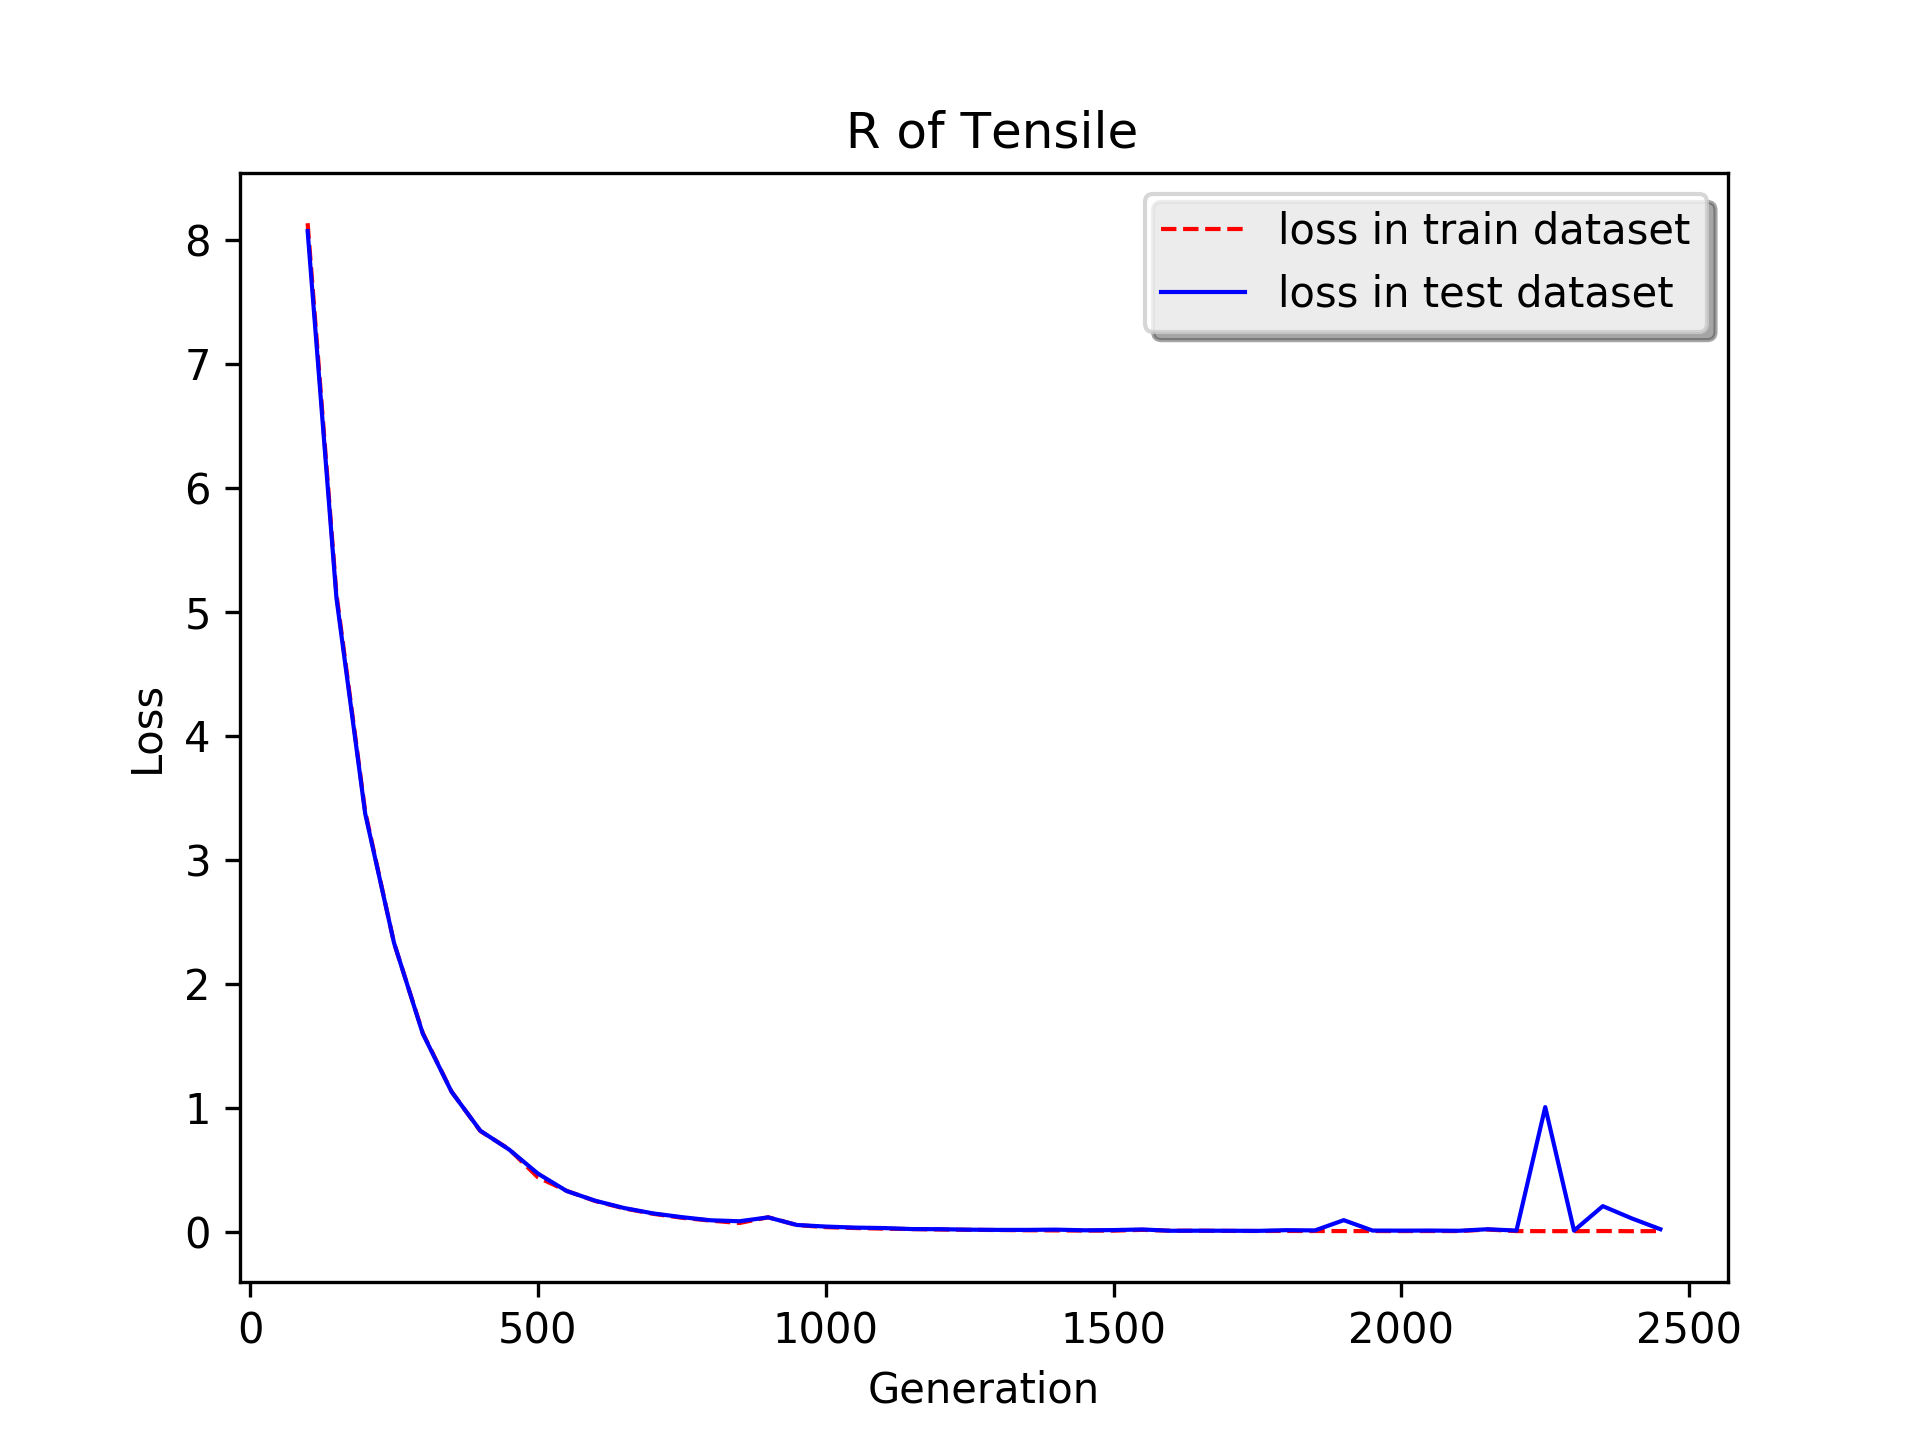 R of Tensile
loss in train dataset
loss in test dataset
8
7
6
5
4
3
2
1
0
Loss
0 500 1000 1500 2000 2500
Generation